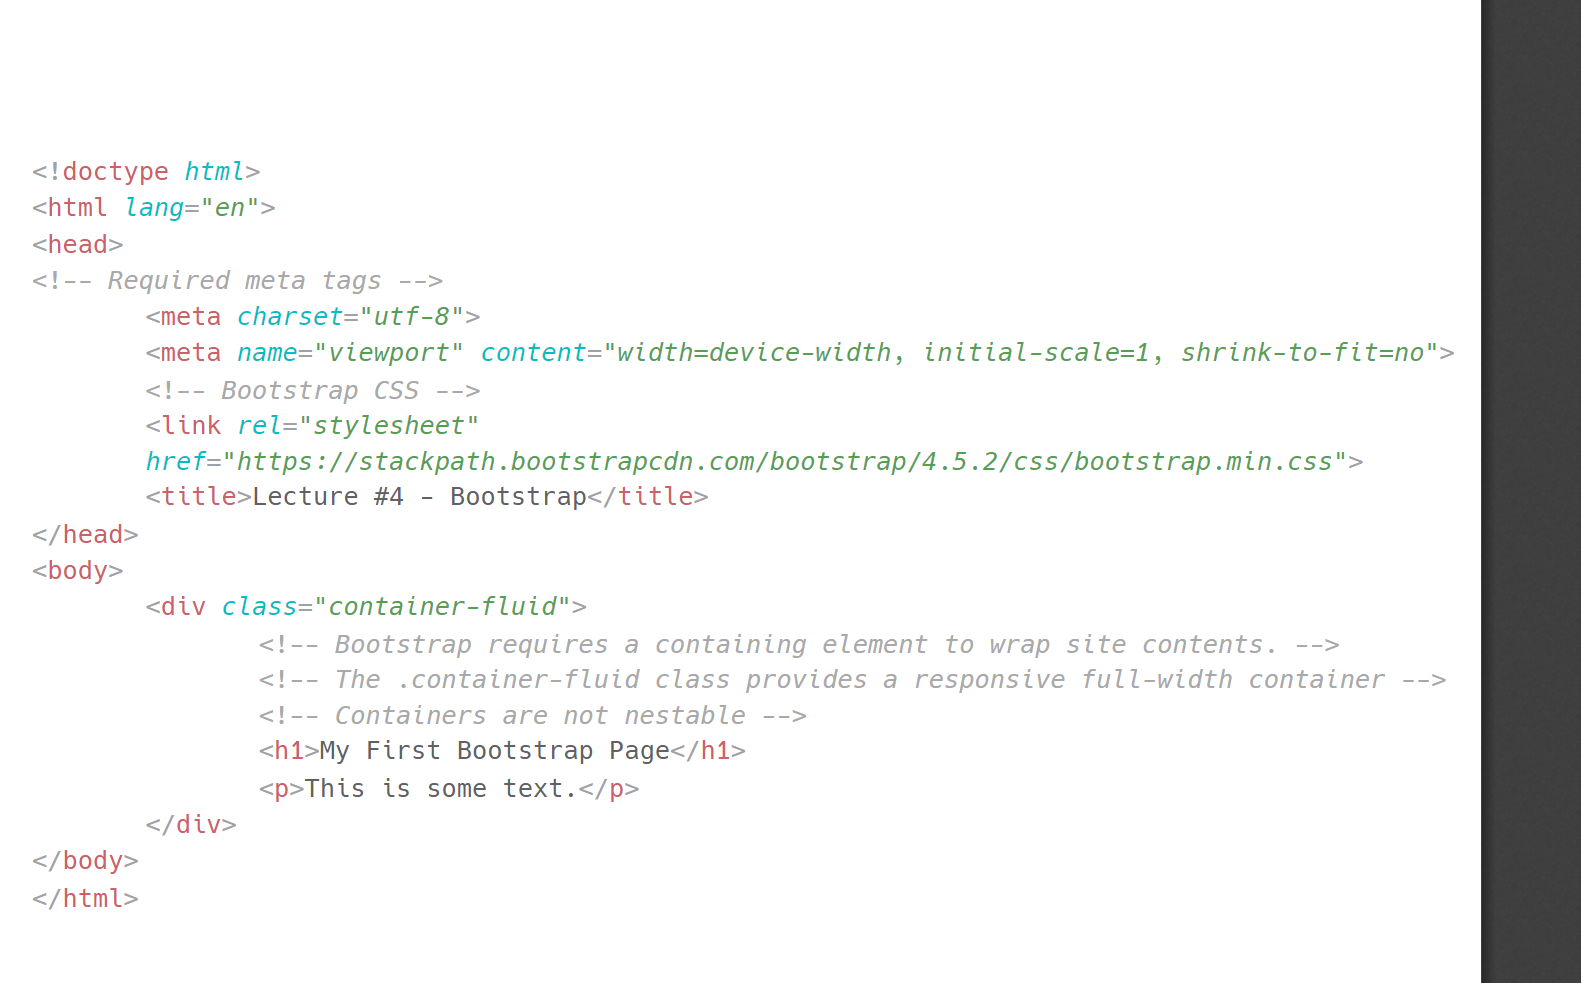 <!doctype html>
<html lang="en">
<head>
<!-- Required meta tags -->
<meta charset="utf-8">
<meta name="viewport" content="width=device-width, initial-scale=1, shrink-to-fit=no">
<!-- Bootstrap CSS -->
<link rel="stylesheet"
href="https://stackpath.bootstrapcdn.com/bootstrap/4.5.2/css/bootstrap.min.css">
<title>Lecture #4 - Bootstrap</title>
</head>
<body>
<div class="container-fluid">
<!-- Bootstrap requires a containing element to wrap site contents. -->
<!-- The .container-fluid class provides a responsive full-width container -->
<!-- Containers are not nestable -->
<h1>My First Bootstrap Page</h1>
<p>This is some text.</p>
</div>
</body>
</html>